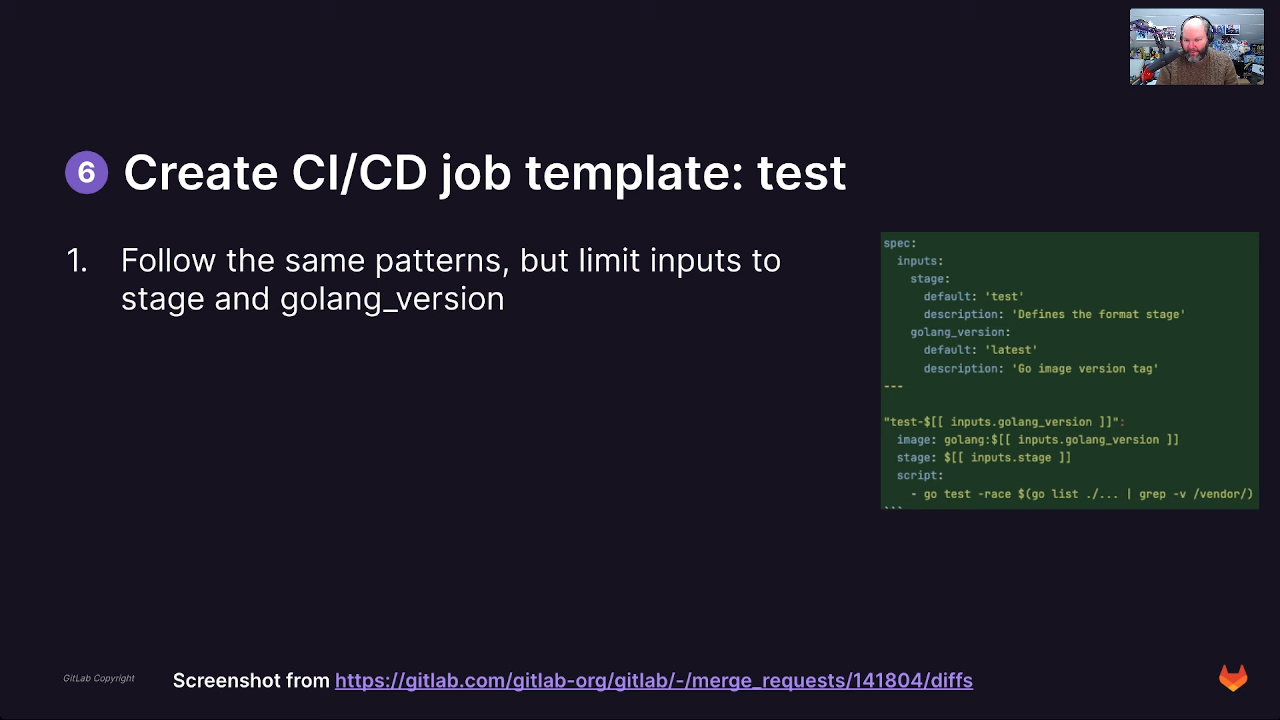 6 Create CI/CD job template: test
1. Follow the same patterns, but limit inputs to
stage and golang_version
spec:
  inputs:
    stage:
      default: 'test'
      description: 'Defines the format stage'
    golang_version:
      default: 'latest'
      description: 'Go image version tag'
---
"test-$[[ inputs.golang_version ]]":
  image: golang:$[[ inputs.golang_version ]]
  stage: $[[ inputs.stage ]]
  script:
    - go test -race $(go list ./... | grep -v /vendor/)
GitLab Copyright
Screenshot from https://gitlab.com/gitlab-org/gitlab/-/merge_requests/141804/diffs